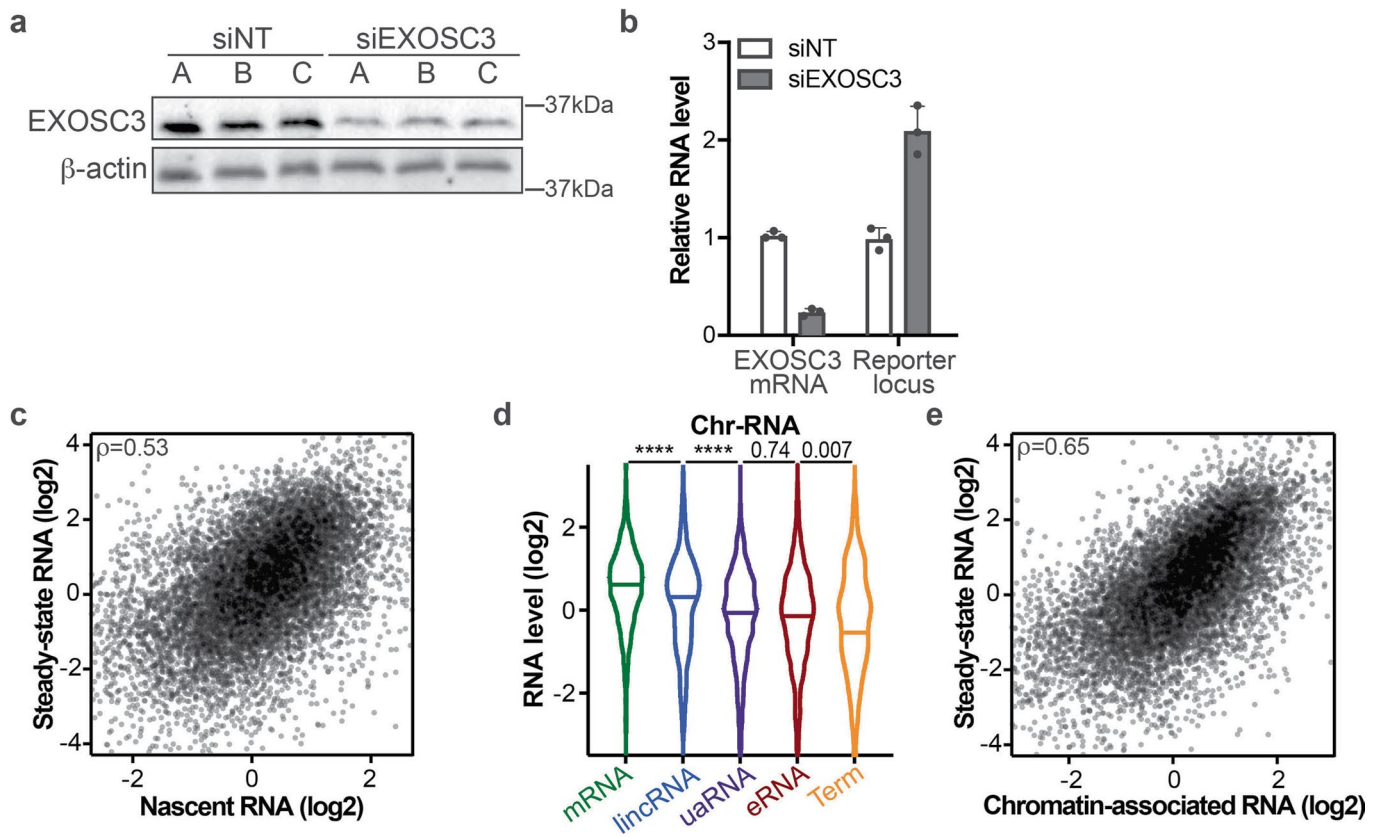 a
siNT siEXOSC3
A B C A B C
EXOSC3
–37kDa
β-actin
–37kDa
b
siNT
siEXOSC3
Relative RNA level
3
2
1
0
EXOSC3
mRNA
Reporter
locus
c
ρ=0.53
Steady-state RNA (log2)
4
2
0
-2
-4
-2 0 2
Nascent RNA (log2)
d
Chr-RNA
**** **** 0.74 0.007
RNA level (log2)
2
0
-2
mRNA
lincRNA
uaRNA
eRNA
Term
e
ρ=0.65
Steady-state RNA (log2)
4
2
0
-2
-4
-2 0 2
Chromatin-associated RNA (log2)